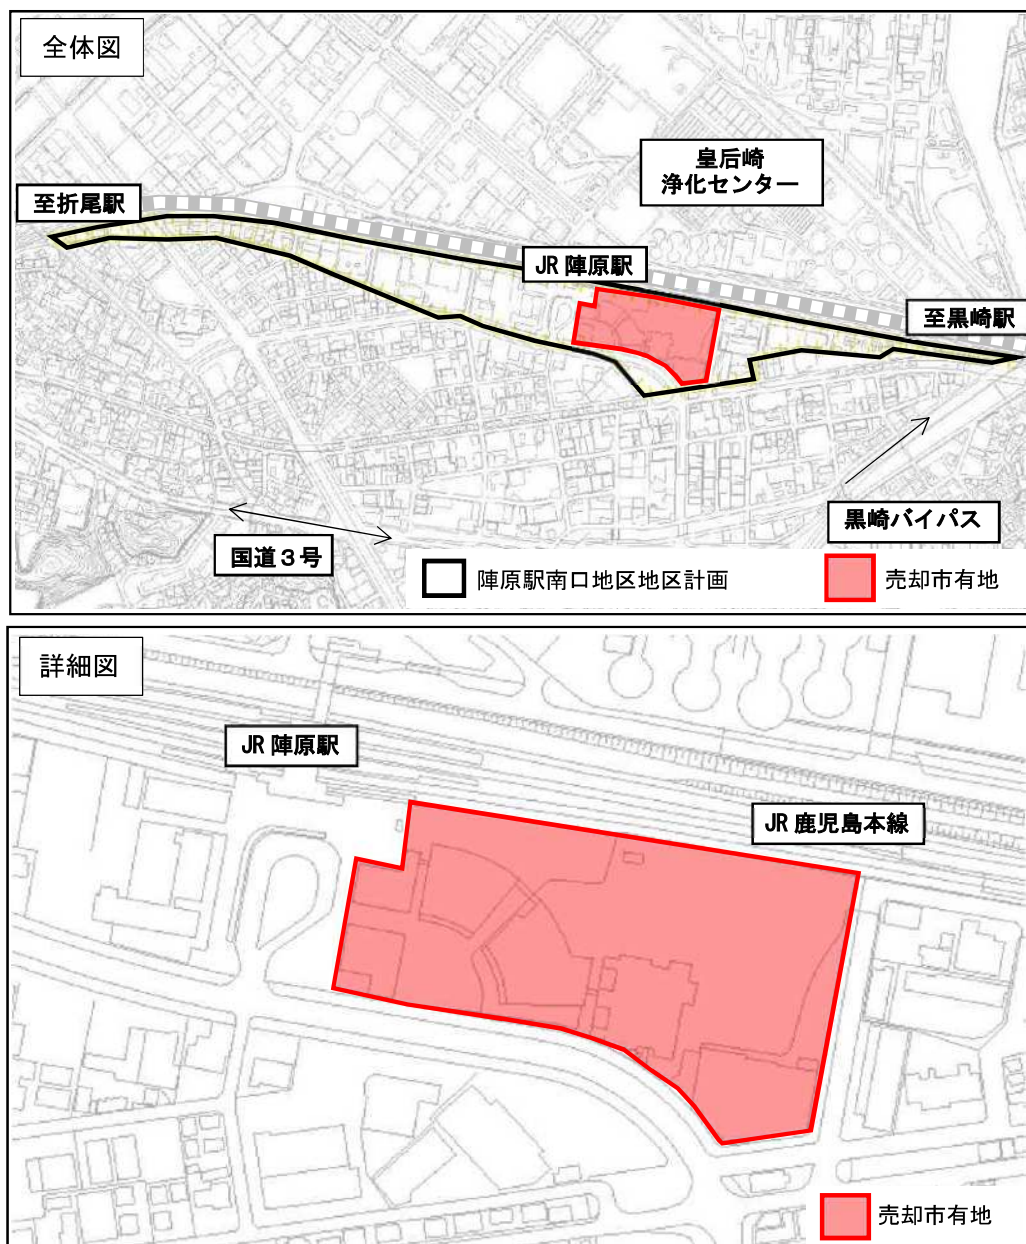 全体図
皇后崎
浄化センター
至折尾駅
JR 陣原駅
至黒崎駅
黒崎バイパス
国道３号
陣原駅南口地区地区計画
売却市有地
詳細図
JR 陣原駅
JR 鹿児島本線
売却市有地